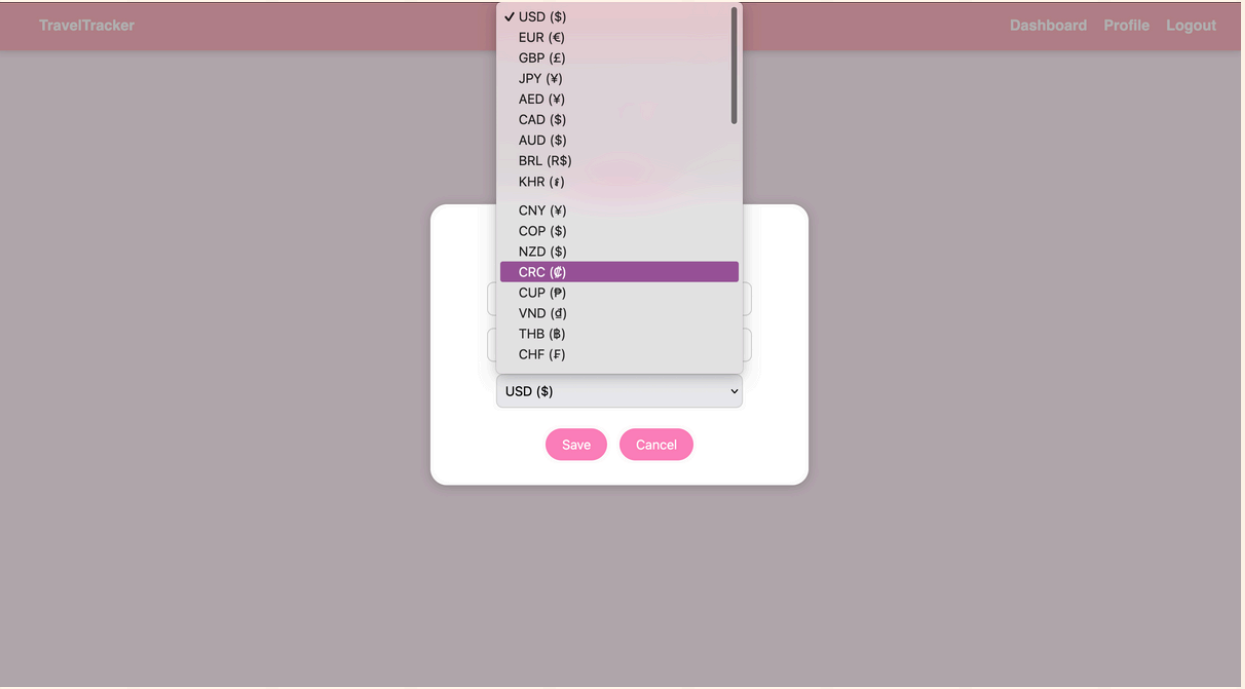 TravelTracker
Dashboard Profile Logout
✓ USD ($)
EUR (€)
GBP (£)
JPY (¥)
AED (¥)
CAD ($)
AUD ($)
BRL (R$)
KHR (៛)
CNY (¥)
COP ($)
NZD ($)
CRC (₡)
CUP (₱)
VND (₫)
THB (฿)
CHF (₣)
USD ($)
Save Cancel